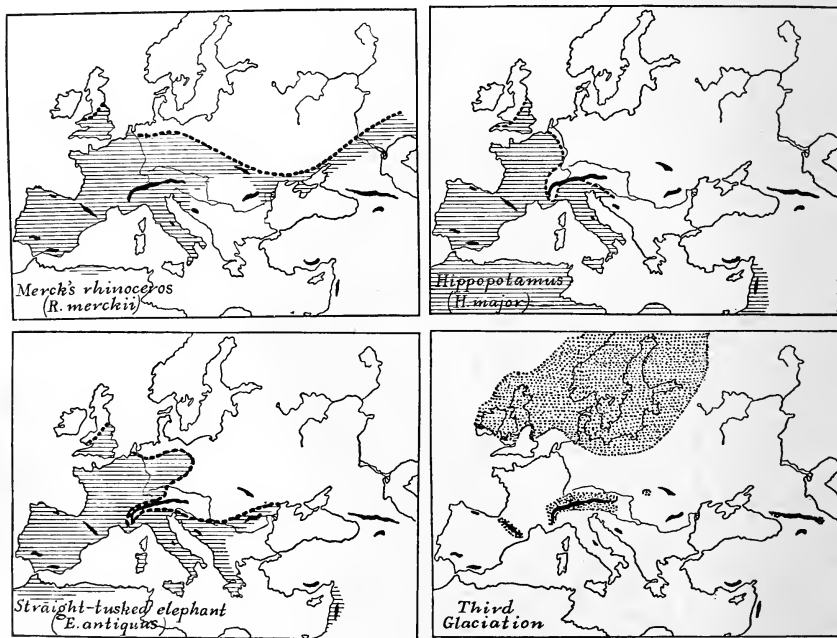 Merck's rhinoceros
(R. merckii)
Hippopotamus
(H. major)
Straight-tusked elephant
(E. antiquus)
Third
Glaciation